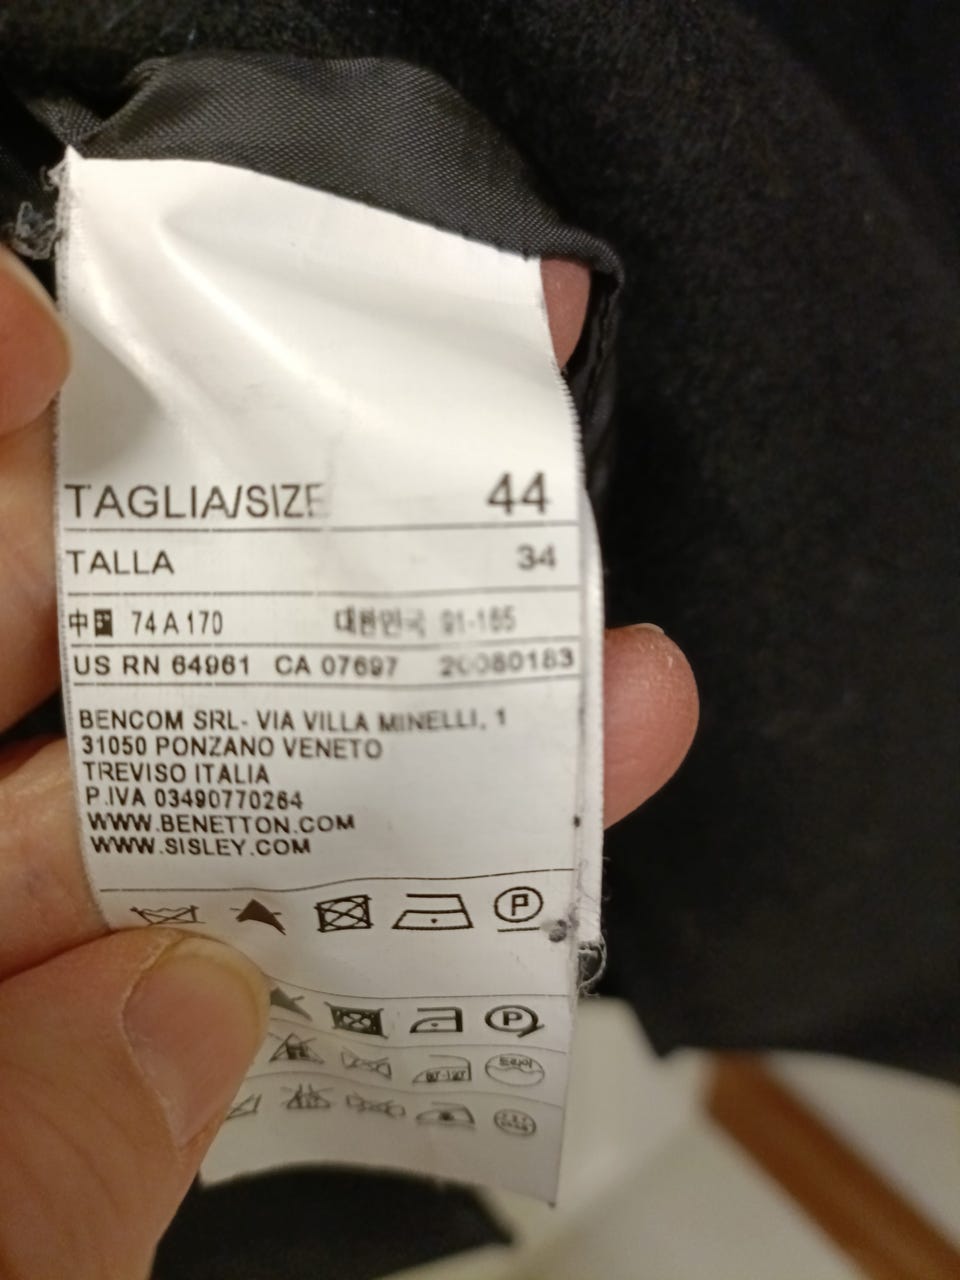 TAGLIA/SIZE 44
TALLA 34
中國 74 A 170 대한민국 91-165
US RN 64961 CA 07697 20080183
BENCOM SRL- VIA VILLA MINELLI, 1
31050 PONZANO VENETO
TREVISO ITALIA
P.IVA 03490770264
WWW.BENETTON.COM
WWW.SISLEY.COM
P
P